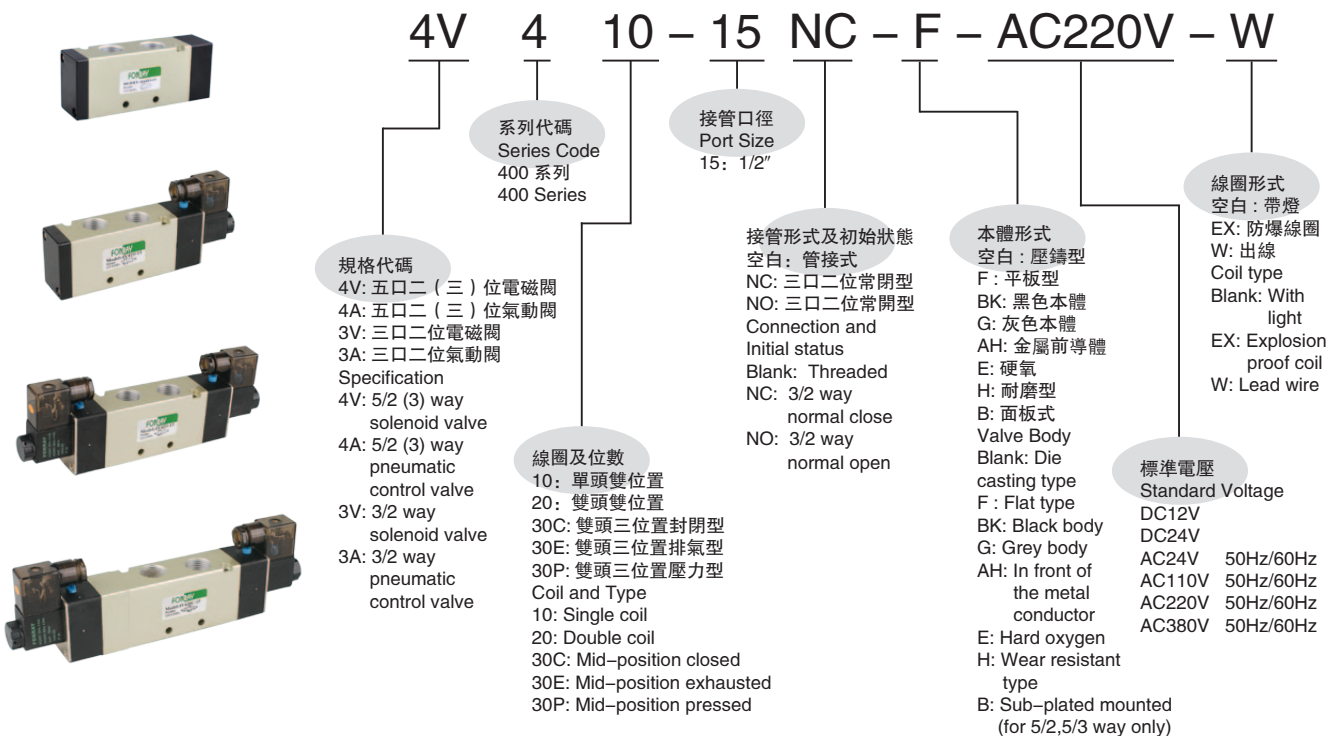 4V 4 10 – 15 NC – F – AC220V – W
系列代碼
Series Code
400 系列
400 Series
接管口徑
Port Size
15: 1/2″
線圈形式
空白 : 帶燈
EX: 防爆線圈
W: 出線
Coil type
Blank: With
light
EX: Explosion
proof coil
W: Lead wire
規格代碼
4V: 五口二（三）位電磁閥
4A: 五口二（三）位氣動閥
3V: 三口二位電磁閥
3A: 三口二位氣動閥
Specification
4V: 5/2 (3) way
solenoid valve
4A: 5/2 (3) way
pneumatic
control valve
3V: 3/2 way
solenoid valve
3A: 3/2 way
pneumatic
control valve
線圈及位數
10: 單頭雙位置
20: 雙頭雙位置
30C: 雙頭三位置封閉型
30E: 雙頭三位置排氣型
30P: 雙頭三位置壓力型
Coil and Type
10: Single coil
20: Double coil
30C: Mid–position closed
30E: Mid–position exhausted
30P: Mid–position pressed
接管形式及初始狀態
空白: 管接式
NC: 三口二位常閉型
NO: 三口二位常開型
Connection and
Initial status
Blank: Threaded
NC: 3/2 way
normal close
NO: 3/2 way
normal open
本體形式
空白 : 壓鑄型
F : 平板型
BK: 黑色本體
G: 灰色本體
AH: 金屬前導體
E: 硬氧
H: 耐磨型
B: 面板式
Valve Body
Blank: Die
casting type
F : Flat type
BK: Black body
G: Grey body
AH: In front of
the metal
conductor
E: Hard oxygen
H: Wear resistant
type
B: Sub–plated mounted
(for 5/2,5/3 way only)
標準電壓
Standard Voltage
DC12V
DC24V
AC24V 50Hz/60Hz
AC110V 50Hz/60Hz
AC220V 50Hz/60Hz
AC380V 50Hz/60Hz